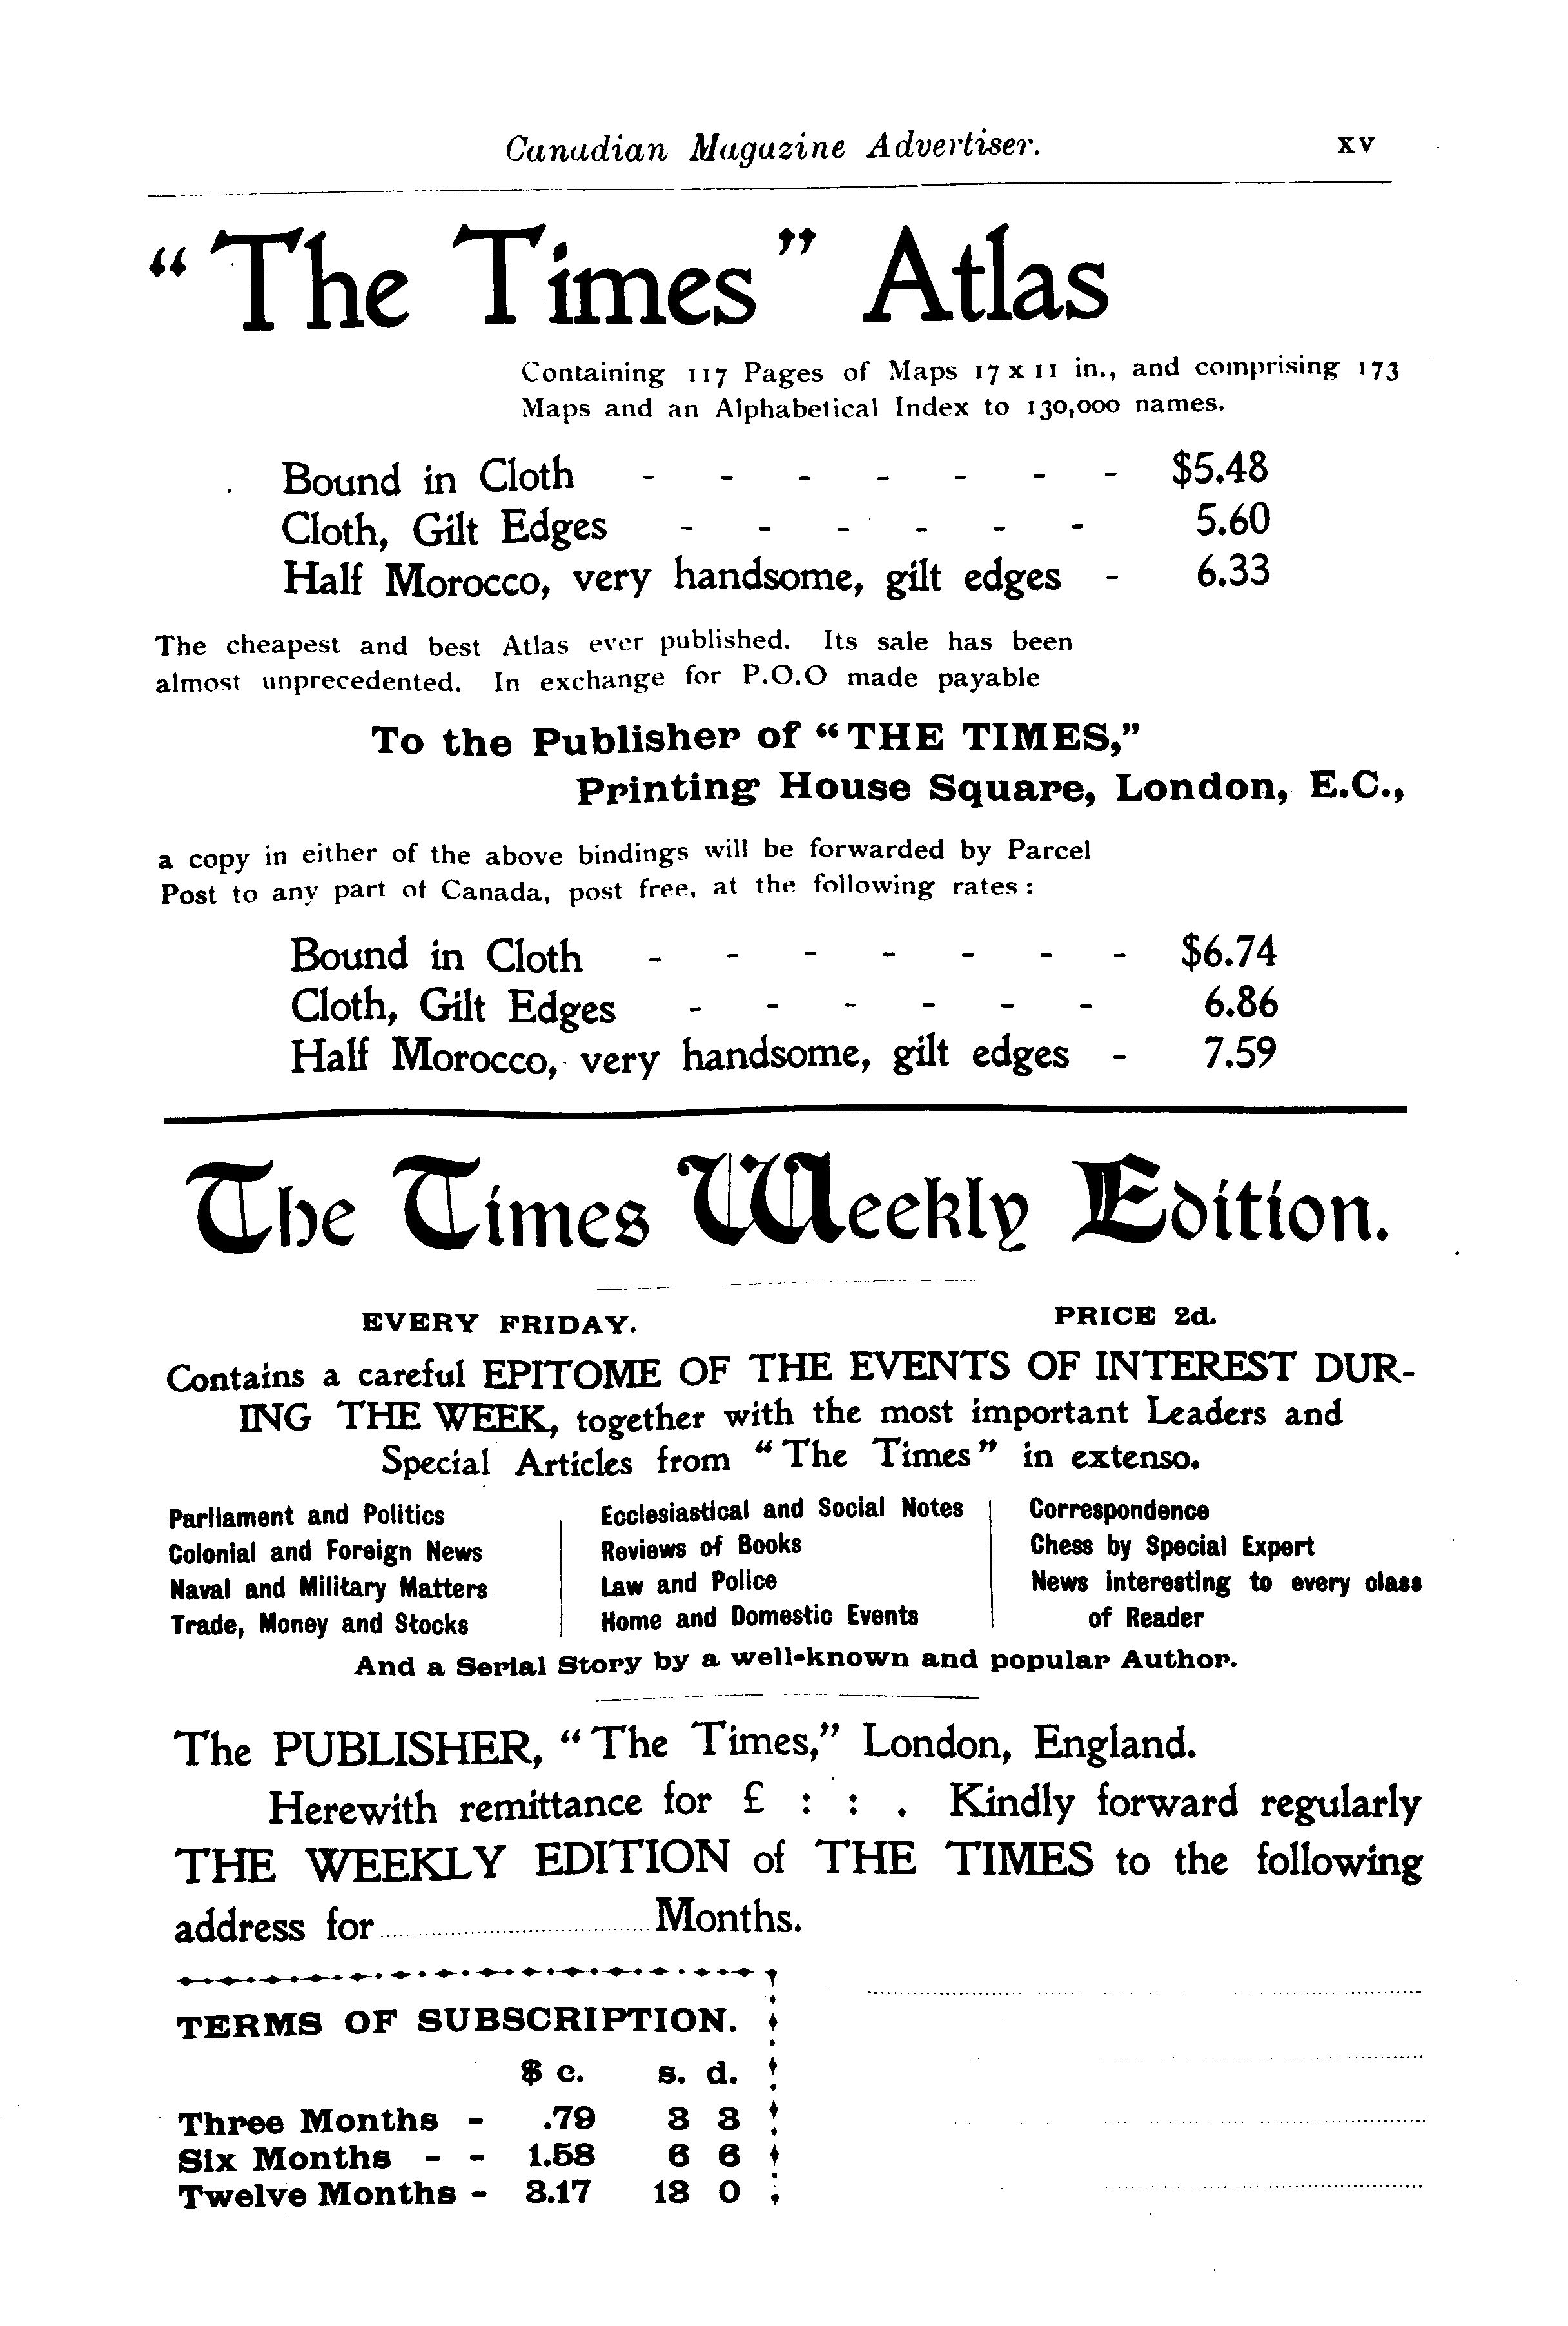 Canadian Magazine Advertiser. xv
“The Times” Atlas
Containing 117 Pages of Maps 17 x 11 in., and comprising 173
Maps and an Alphabetical Index to 130,000 names.
Bound in Cloth - - - - - - - $5.48
Cloth, Gilt Edges - - - - - - 5.60
Half Morocco, very handsome, gilt edges - 6.33
The cheapest and best Atlas ever published. Its sale has been
almost unprecedented. In exchange for P.O.O made payable
To the Publisher of “THE TIMES,”
Printing House Square, London, E.C.,
a copy in either of the above bindings will be forwarded by Parcel
Post to any part of Canada, post free, at the following rates :
Bound in Cloth - - - - - - - $6.74
Cloth, Gilt Edges - - - - - - 6.86
Half Morocco, very handsome, gilt edges - 7.59
The Times Weekly Edition.
EVERY FRIDAY. PRICE 2d.
Contains a careful EPITOME OF THE EVENTS OF INTEREST DUR-
ING THE WEEK, together with the most important Leaders and
Special Articles from “The Times” in extenso.
Parliament and Politics
Colonial and Foreign News
Naval and Military Matters
Trade, Money and Stocks
Ecclesiastical and Social Notes
Reviews of Books
Law and Police
Home and Domestic Events
Correspondence
Chess by Special Expert
News interesting to every class
of Reader
And a Serial Story by a well-known and popular Author.
The PUBLISHER, “The Times,” London, England.
Herewith remittance for £ : : . Kindly forward regularly
THE WEEKLY EDITION of THE TIMES to the following
address for ........ Months.
TERMS OF SUBSCRIPTION.
$ c. s. d.
Three Months - .79 3 3
Six Months - - 1.58 6 6
Twelve Months - 3.17 13 0